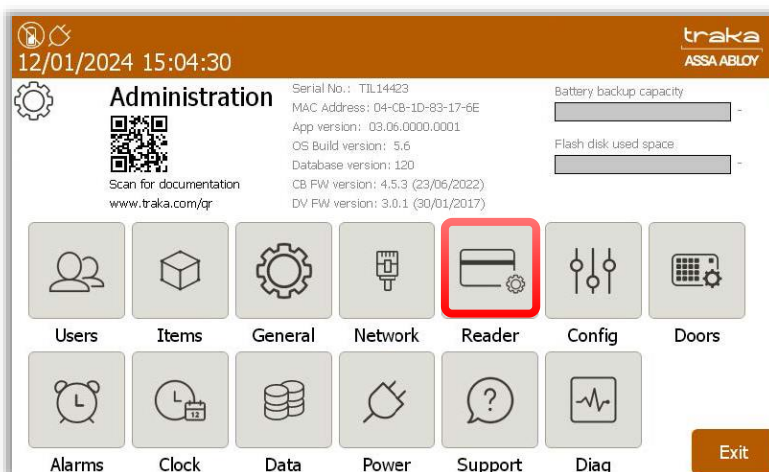 traka
12/01/2024 15:04:30
ASSA ABLOY
Administration
Scan for documentation
www.traka.com/qr
Serial No.: TIL14423
MAC Address: 04-CB-1D-83-17-6E
App version: 03.06.0000.0001
OS Build version: 5.6
Database version: 120
CB FW version: 4.5.3 (23/06/2022)
DV FW version: 3.0.1 (30/01/2017)
Battery backup capacity
-
Flash disk used space
-
Users Items General Network Reader Config Doors
12
?
Alarms Clock Data Power Support Diag
Exit